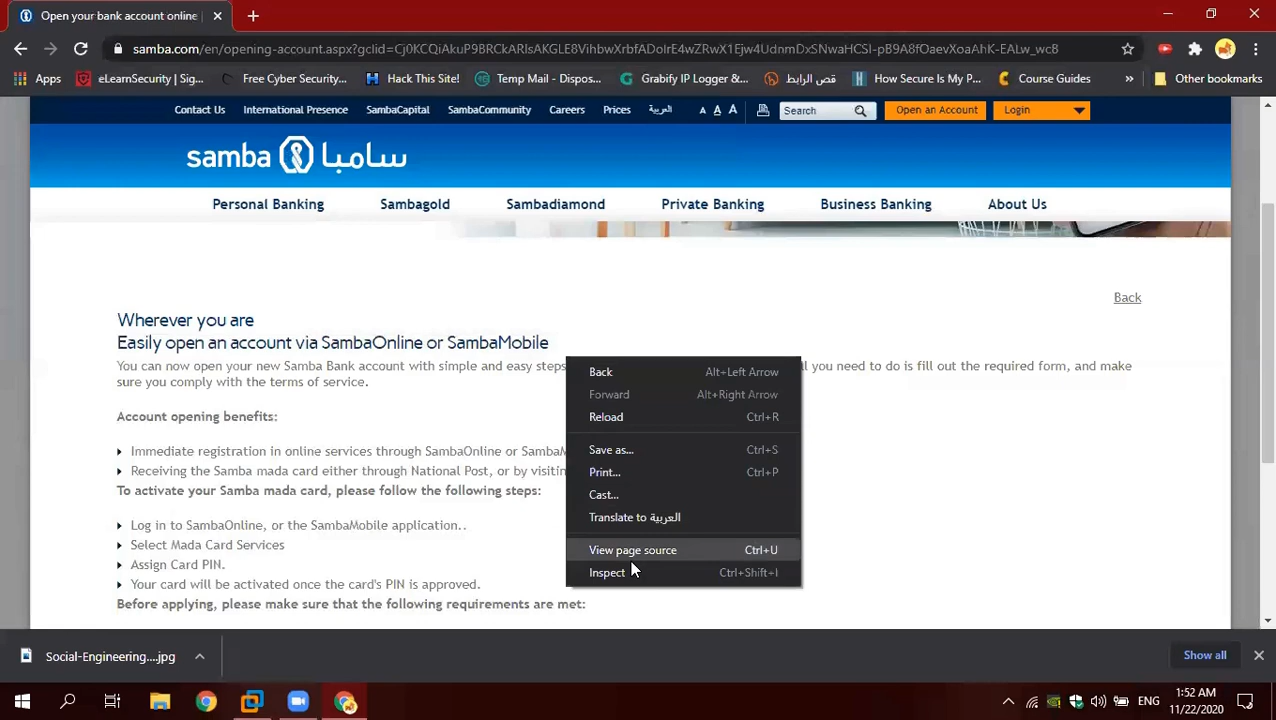 Open your bank account online
samba.com/en/opening-account.aspx?gclid=Cj0KCQiAkuP9BRCkARIsAKGLE8VihbwXrbfADoIrE4wZRwX1Ejw4UdnmDxSNwaHCSI-pB9A8fOaevXoaAhK-EALw_wcB
Apps eLearnSecurity | Sig... Free Cyber Security... Hack This Site! Temp Mail - Dispos... Grabify IP Logger &... قص الرابط How Secure Is My P... Course Guides » Other bookmarks
Contact Us International Presence SambaCapital SambaCommunity Careers Prices العربية A A A Search Open an Account Login
samba سامبا
Personal Banking Sambagold Sambadiamond Private Banking Business Banking About Us
Back
Wherever you are
Easily open an account via SambaOnline or SambaMobile
You can now open your new Samba Bank account with simple and easy steps ll you need to do is fill out the required form, and make
sure you comply with the terms of service.
Account opening benefits:
Immediate registration in online services through SambaOnline or SambaM
Receiving the Samba mada card either through National Post, or by visitin
To activate your Samba mada card, please follow the following steps:
Log in to SambaOnline, or the SambaMobile application..
Select Mada Card Services
Assign Card PIN.
Your card will be activated once the card's PIN is approved.
Before applying, please make sure that the following requirements are met:
Back Alt+Left Arrow
Forward Alt+Right Arrow
Reload Ctrl+R
Save as... Ctrl+S
Print... Ctrl+P
Cast...
Translate to العربية
View page source Ctrl+U
Inspect Ctrl+Shift+I
Social-Engineering....jpg Show all
ENG 1:52 AM
11/22/2020